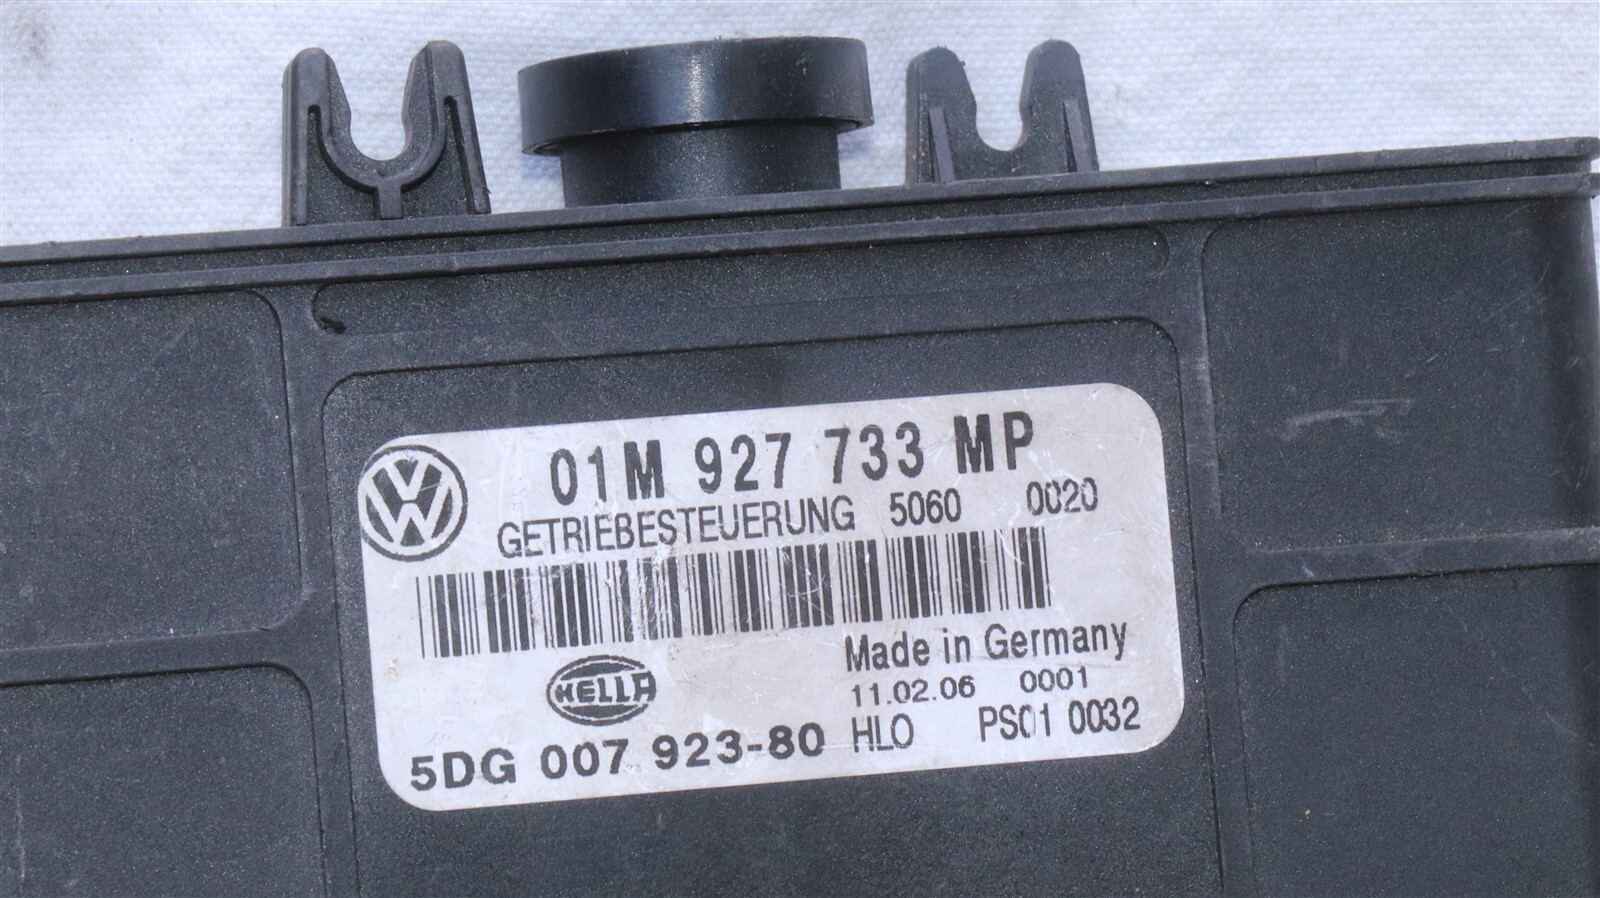 01M 927 733 MP
GETRIEBESTEUERUNG 5060 0020
Made in Germany
HELLA 11.02.06 0001
5DG 007 923-80 HLO PS01 0032